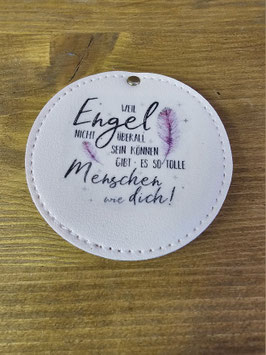 WEIL
Engel
NICHT ÜBERALL
SEIN KÖNNEN
GIBT ES SO TOLLE
Menschen
wie dich!